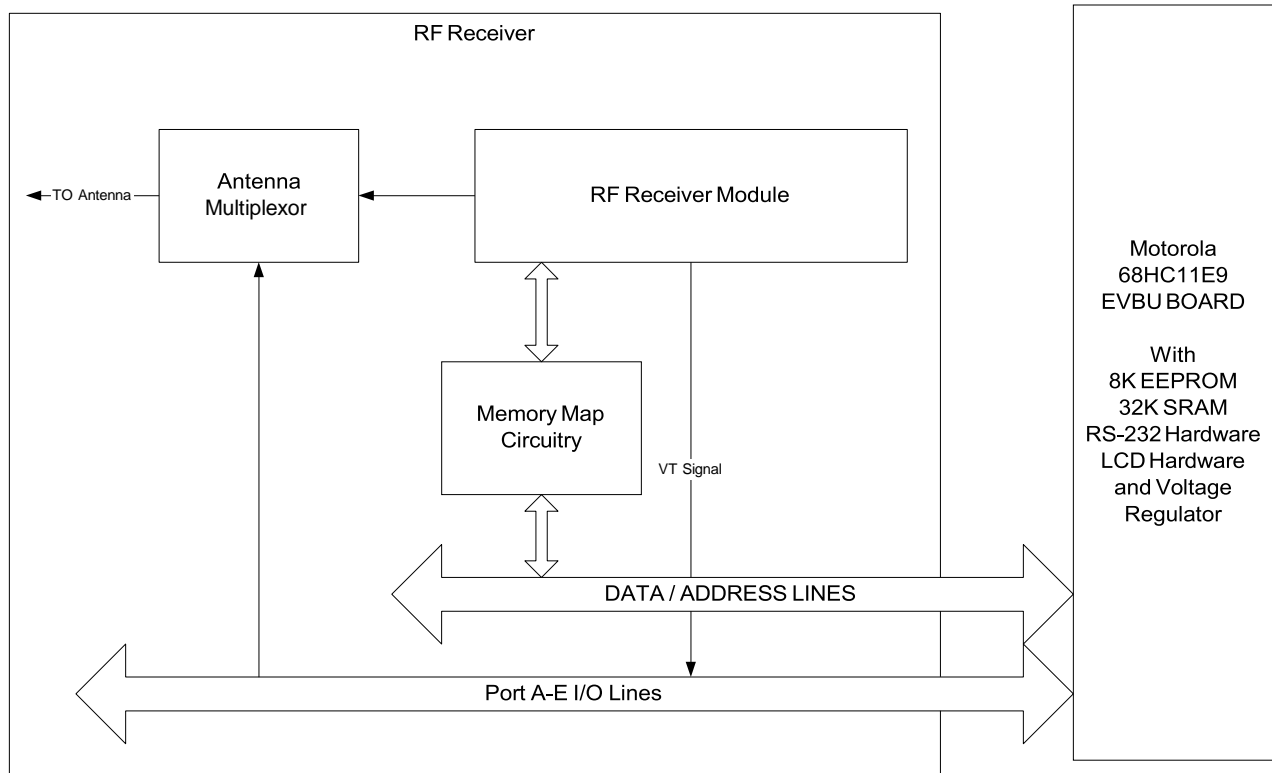 RF Receiver
TO Antenna
Antenna
Multiplexor
RF Receiver Module
Memory Map
Circuitry
VT Signal
DATA / ADDRESS LINES
Port A-E I/O Lines
Motorola
68HC11E9
EVBU BOARD
With
8K EEPROM
32K SRAM
RS-232 Hardware
LCD Hardware
and Voltage
Regulator